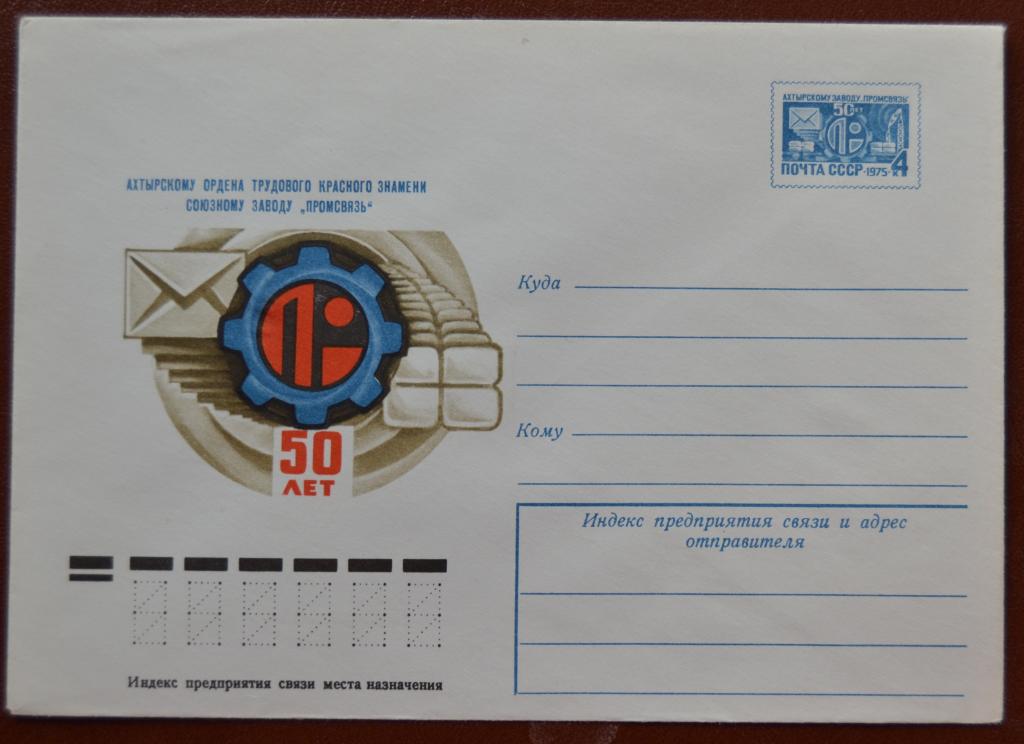 АХТЫРСКОМУ ЗАВОДУ „ПРОМСВЯЗЬ“
50 ЛЕТ
4
к
ПОЧТА СССР ·1975·
АХТЫРСКОМУ ОРДЕНА ТРУДОВОГО КРАСНОГО ЗНАМЕНИ
СОЮЗНОМУ ЗАВОДУ „ПРОМСВЯЗЬ“
50
ЛЕТ
Куда
Кому
Индекс предприятия связи и адрес
отправителя
Индекс предприятия связи места назначения